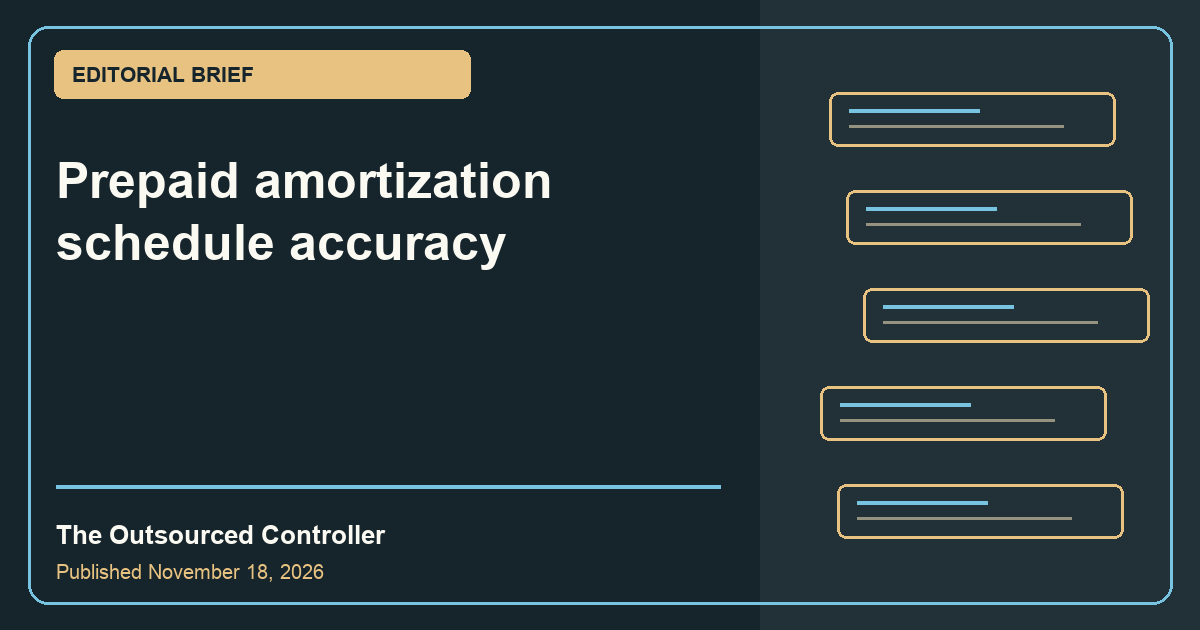 EDITORIAL BRIEF
Prepaid amortization
schedule accuracy
The Outsourced Controller
Published November 18, 2026